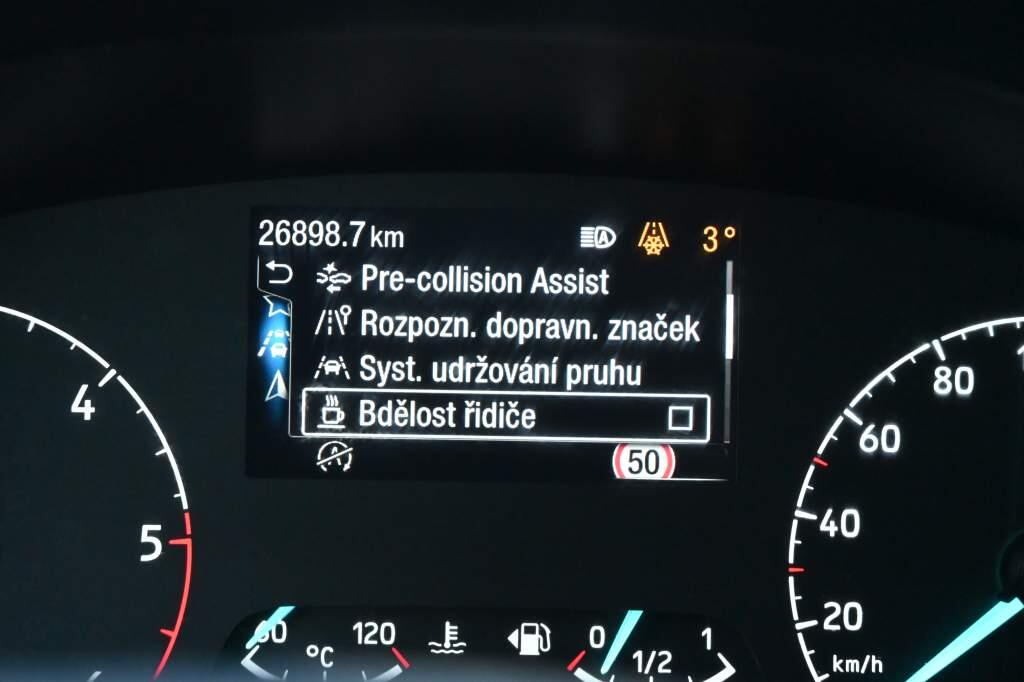 26898.7 km
3°
Pre-collision Assist
Rozpozn. dopravn. značek
Syst. udržování pruhu
Bdělost řidiče
50
4
5
80
60
40
20
km/h
60
120
°C
0
1/2
1